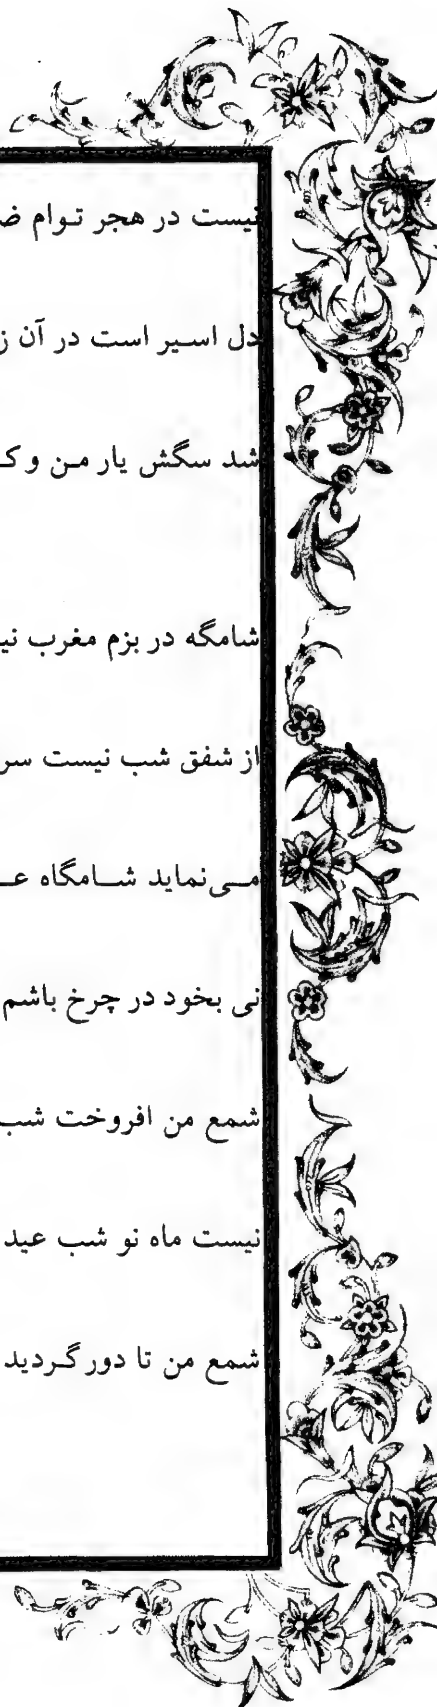 نیست در هجر توام ض
دل اسیر است در آن ز
شد سگش یار من و ک
شامگه در بزم مغرب نی
از شفق شب نیست سر
می‌نماید شامگاه ع
نی بخود در چرخ باشم
شمع من افروخت شب
نیست ماه نو شب عید
شمع من تا دور گردید